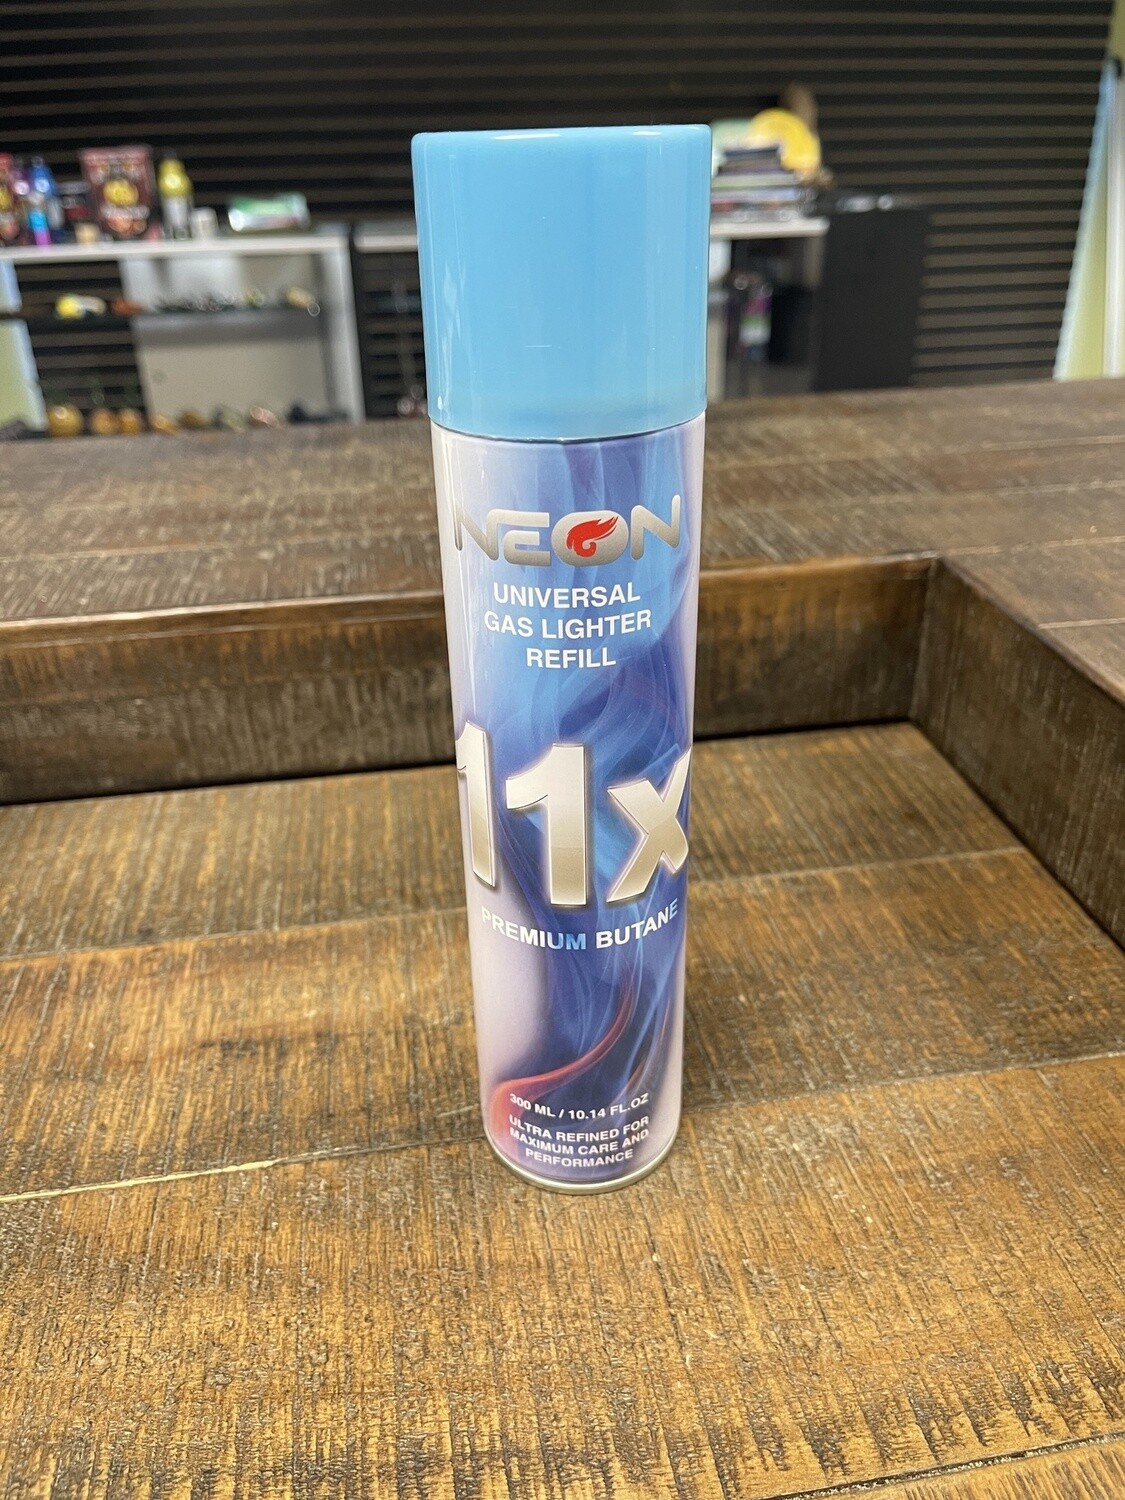 NEON
UNIVERSAL
GAS LIGHTER
REFILL
11x
PREMIUM BUTANE
300 ML / 10.14 FL.OZ
ULTRA REFINED FOR
MAXIMUM CARE AND
PERFORMANCE